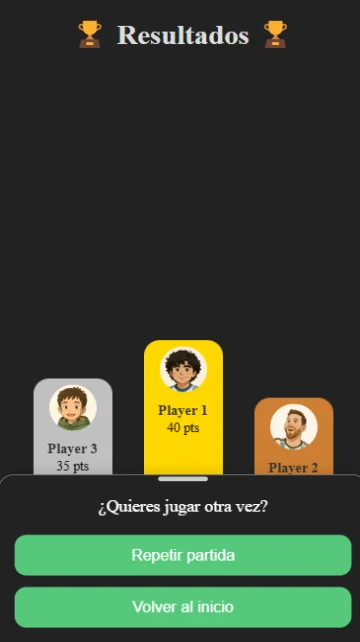 🏆 Resultados 🏆
Player 1
40 pts
Player 3
35 pts
Player 2
¿Quieres jugar otra vez?
Repetir partida
Volver al inicio